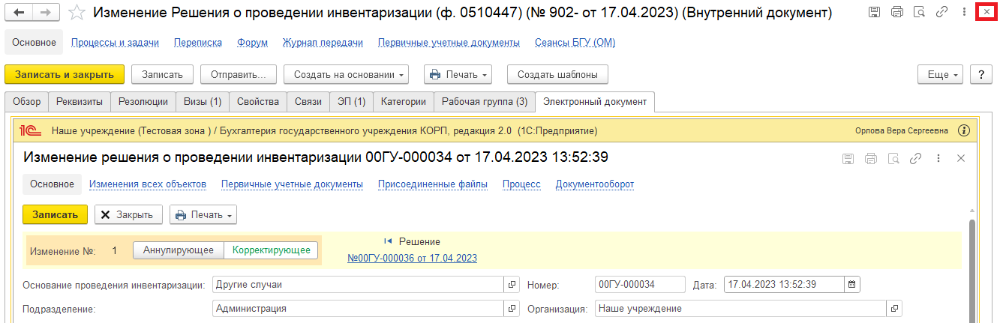 Изменение Решения о проведении инвентаризации (ф. 0510447) (№ 902- от 17.04.2023) (Внутренний документ)
Основное Процессы и задачи Переписка Форум Журнал передачи Первичные учетные документы Сеансы БГУ (ОМ)
Записать и закрыть Записать Отправить... Создать на основании Печать Создать шаблоны Еще ?
Обзор Реквизиты Резолюции Визы (1) Свойства Связи ЭП (1) Категории Рабочая группа (3) Электронный документ
1С Наше учреждение (Тестовая зона ) / Бухгалтерия государственного учреждения КОРП, редакция 2.0 (1С:Предприятие) Орлова Вера Сергеевна
Изменение решения о проведении инвентаризации 00ГУ-000034 от 17.04.2023 13:52:39
Основное Изменения всех объектов Первичные учетные документы Присоединенные файлы Процесс Документооборот
Записать Закрыть Печать
Изменение №: 1 Аннулирующее Корректирующее Решение
№00ГУ-000036 от 17.04.2023
Основание проведения инвентаризации: Другие случаи Номер: 00ГУ-000034 Дата: 17.04.2023 13:52:39
Подразделение: Администрация Организация: Наше учреждение